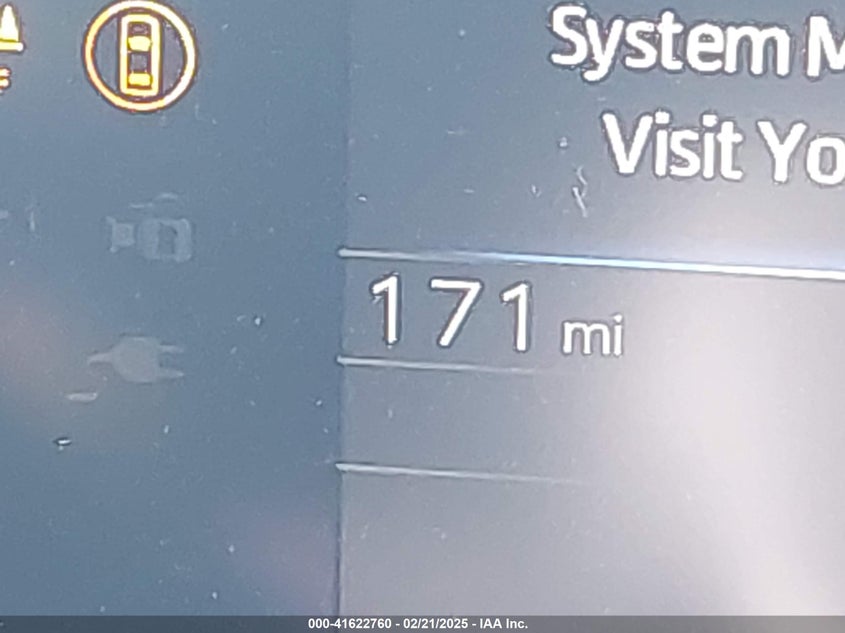 System M
Visit Yo
171 mi
000-41622760 - 02/21/2025 - IAA Inc.